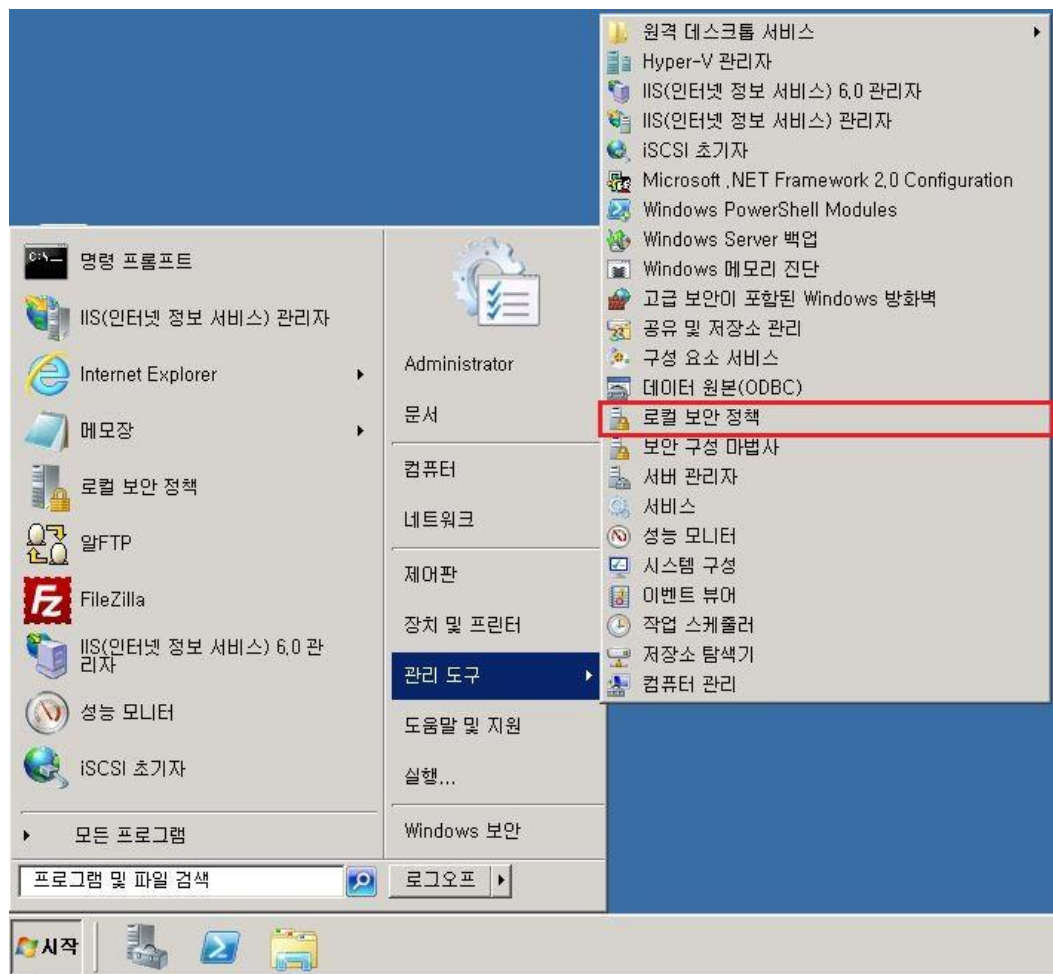 명령 프롬프트
IIS(인터넷 정보 서비스) 관리자
Internet Explorer
메모장
로컬 보안 정책
알FTP
FileZilla
IIS(인터넷 정보 서비스) 6.0 관
리자
성능 모니터
iSCSI 초기자
모든 프로그램
프로그램 및 파일 검색
Administrator
문서
컴퓨터
네트워크
제어판
장치 및 프린터
관리 도구
도움말 및 지원
실행...
Windows 보안
로그오프
원격 데스크톱 서비스
Hyper-V 관리자
IIS(인터넷 정보 서비스) 6.0 관리자
IIS(인터넷 정보 서비스) 관리자
iSCSI 초기자
Microsoft .NET Framework 2.0 Configuration
Windows PowerShell Modules
Windows Server 백업
Windows 메모리 진단
고급 보안이 포함된 Windows 방화벽
공유 및 저장소 관리
구성 요소 서비스
데이터 원본(ODBC)
로컬 보안 정책
보안 구성 마법사
서버 관리자
서비스
성능 모니터
시스템 구성
이벤트 뷰어
작업 스케줄러
저장소 탐색기
컴퓨터 관리
시작